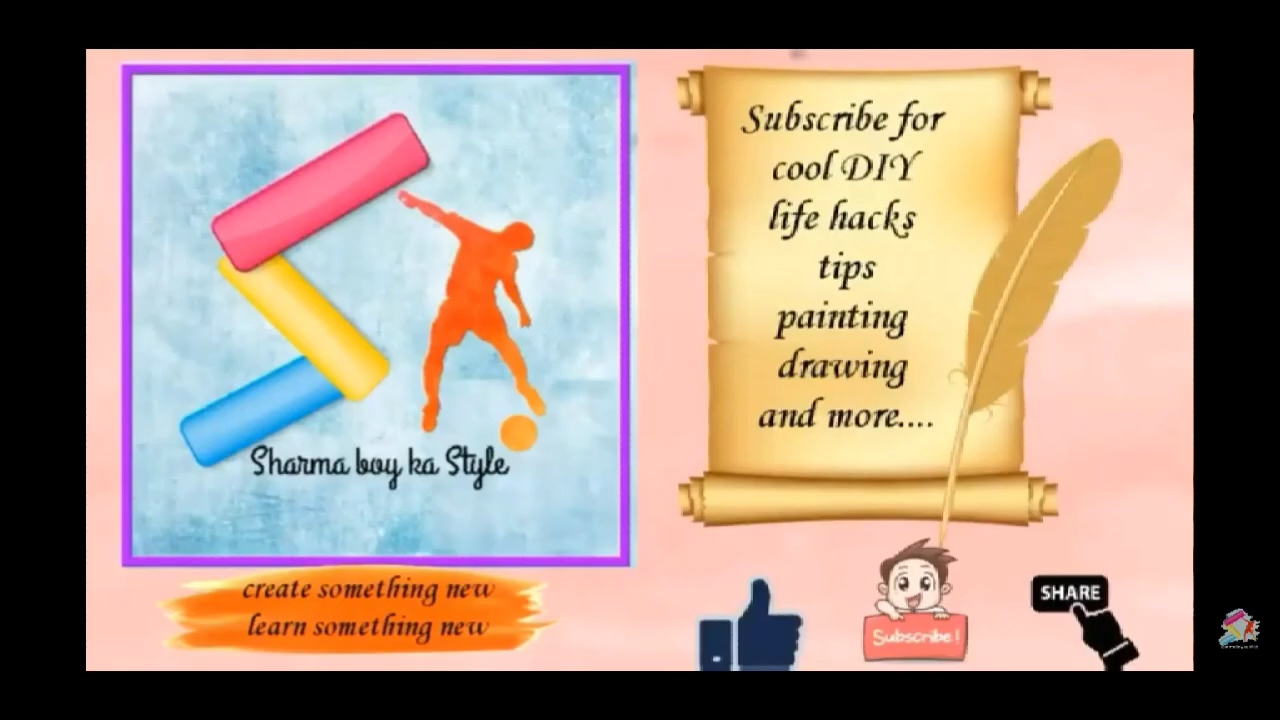 Sharma boy ka Style
create something new
learn something new
Subscribe for
cool DIY
life hacks
tips
painting
drawing
and more....
Subscribe!
SHARE